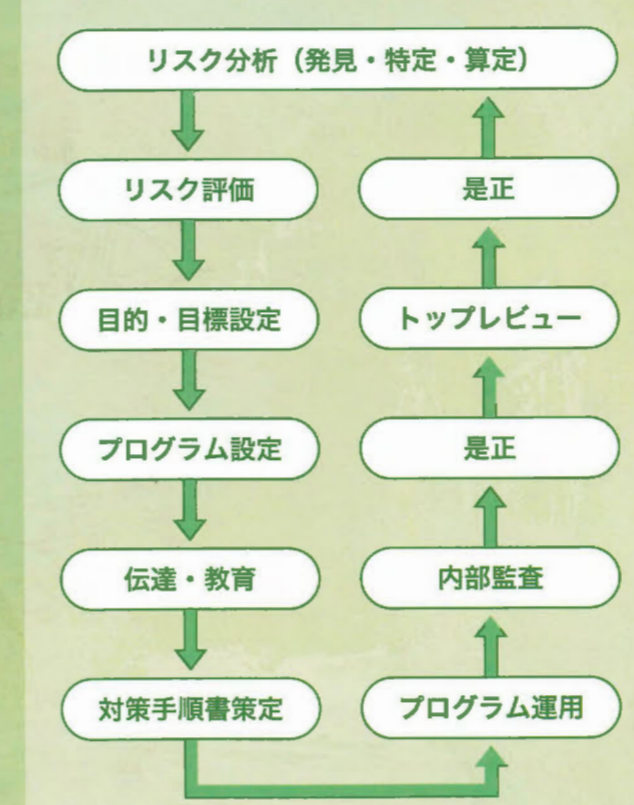 リスク分析（発見・特定・算定）
リスク評価
目的・目標設定
プログラム設定
伝達・教育
対策手順書策定
プログラム運用
内部監査
是正
トップレビュー
是正